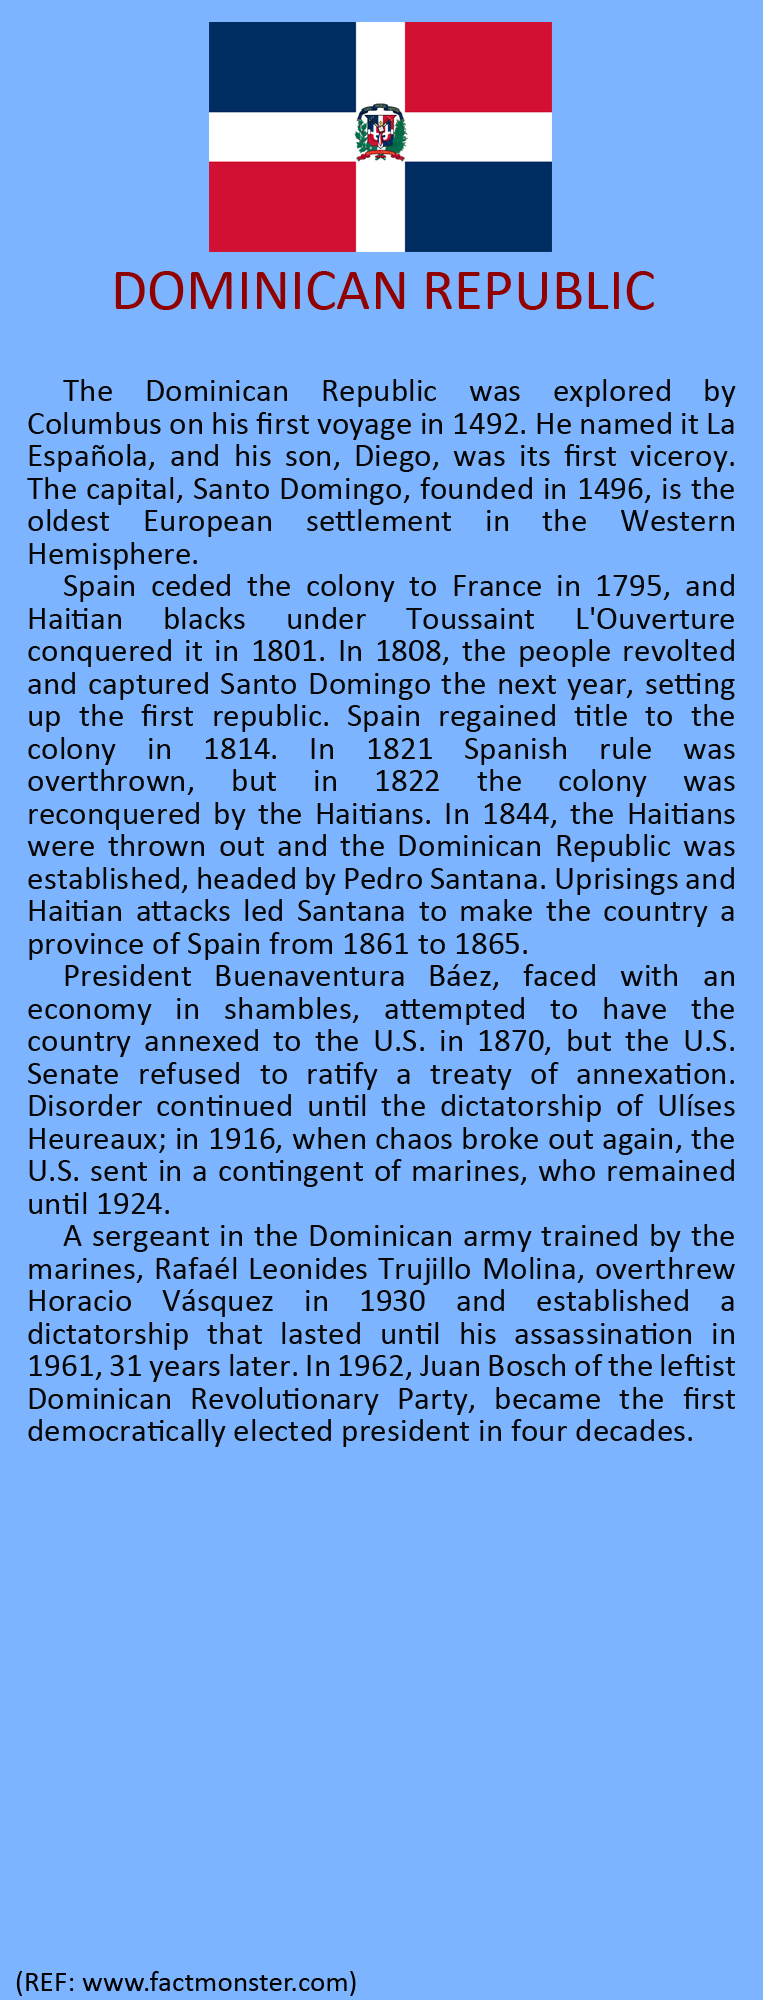 DOMINICAN REPUBLIC
The Dominican Republic was explored by
Columbus on his first voyage in 1492. He named it La
Española, and his son, Diego, was its first viceroy.
The capital, Santo Domingo, founded in 1496, is the
oldest European settlement in the Western
Hemisphere.
Spain ceded the colony to France in 1795, and
Haitian blacks under Toussaint L'Ouverture
conquered it in 1801. In 1808, the people revolted
and captured Santo Domingo the next year, setting
up the first republic. Spain regained title to the
colony in 1814. In 1821 Spanish rule was
overthrown, but in 1822 the colony was
reconquered by the Haitians. In 1844, the Haitians
were thrown out and the Dominican Republic was
established, headed by Pedro Santana. Uprisings and
Haitian attacks led Santana to make the country a
province of Spain from 1861 to 1865.
President Buenaventura Báez, faced with an
economy in shambles, attempted to have the
country annexed to the U.S. in 1870, but the U.S.
Senate refused to ratify a treaty of annexation.
Disorder continued until the dictatorship of Ulíses
Heureaux; in 1916, when chaos broke out again, the
U.S. sent in a contingent of marines, who remained
until 1924.
A sergeant in the Dominican army trained by the
marines, Rafaél Leonides Trujillo Molina, overthrew
Horacio Vásquez in 1930 and established a
dictatorship that lasted until his assassination in
1961, 31 years later. In 1962, Juan Bosch of the leftist
Dominican Revolutionary Party, became the first
democratically elected president in four decades.
(REF: www.factmonster.com)